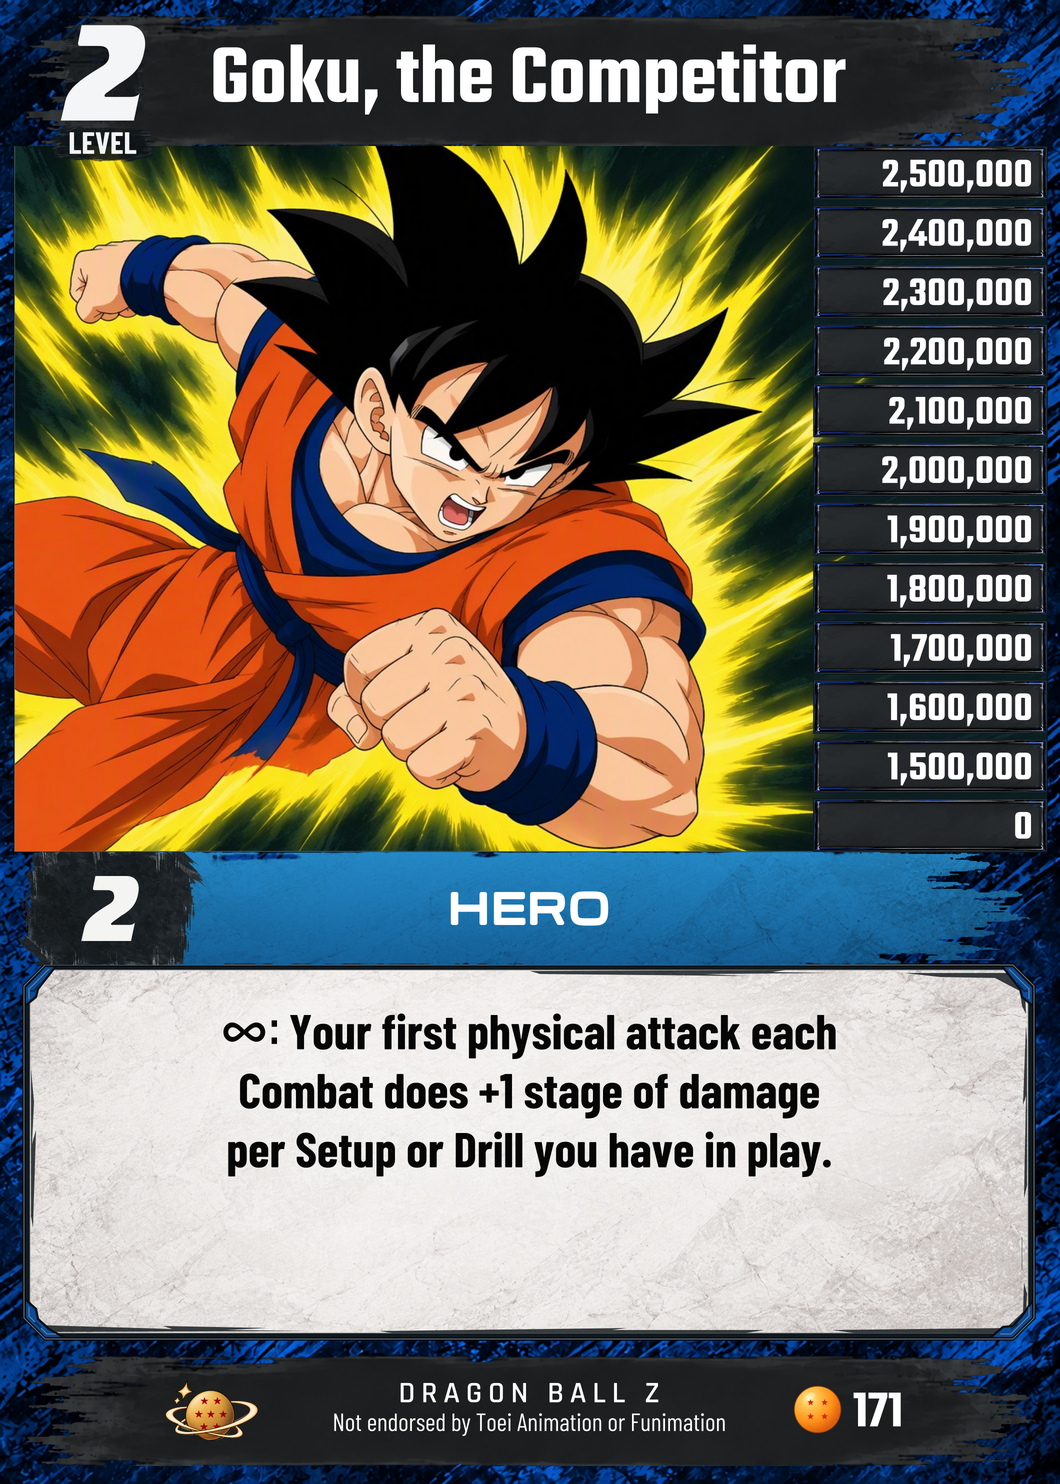 2
LEVEL
Goku, the Competitor
2,500,000
2,400,000
2,300,000
2,200,000
2,100,000
2,000,000
1,900,000
1,800,000
1,700,000
1,600,000
1,500,000
0
2
HERO
∞: Your first physical attack each
Combat does +1 stage of damage
per Setup or Drill you have in play.
DRAGON BALL Z
Not endorsed by Toei Animation or Funimation
171